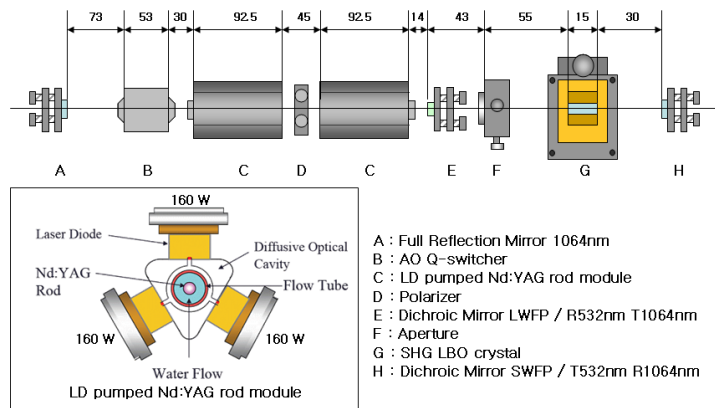 73 53 30 92.5 45 92.5 14 43 55 15 30
A B C D C E F G H
160 W
Laser Diode
Diffusive Optical
Cavity
Nd:YAG
Rod
Flow Tube
160 W 160 W
Water Flow
LD pumped Nd:YAG rod module
A : Full Reflection Mirror 1064nm
B : AO Q-switcher
C : LD pumped Nd:YAG rod module
D : Polarizer
E : Dichroic Mirror LWFP / R532nm T1064nm
F : Aperture
G : SHG LBO crystal
H : Dichroic Mirror SWFP / T532nm R1064nm